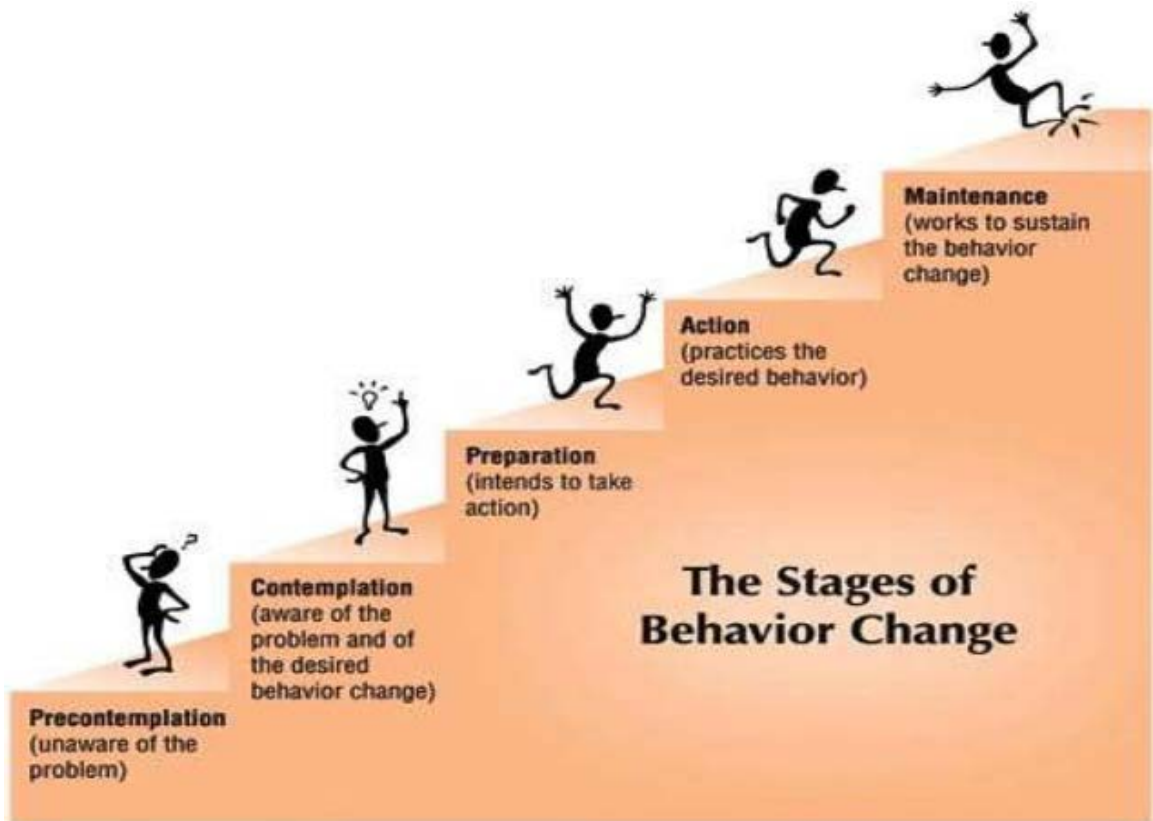 Maintenance
(works to sustain
the behavior
change)
Action
(practices the
desired behavior)
Preparation
(intends to take
action)
Contemplation
(aware of the
problem and of
the desired
behavior change)
Precontemplation
(unaware of the
problem)
The Stages of
Behavior Change
?